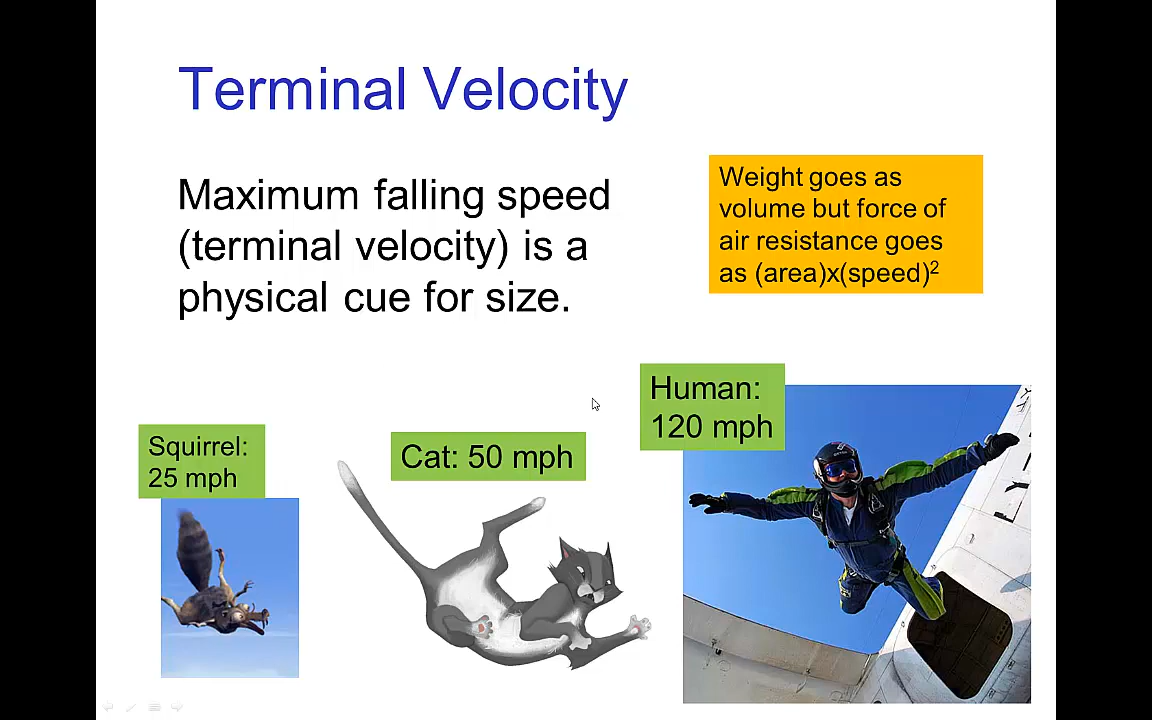 Terminal Velocity
Maximum falling speed
(terminal velocity) is a
physical cue for size.
Weight goes as
volume but force of
air resistance goes
as (area)x(speed)²
Squirrel:
25 mph
Cat: 50 mph
Human:
120 mph